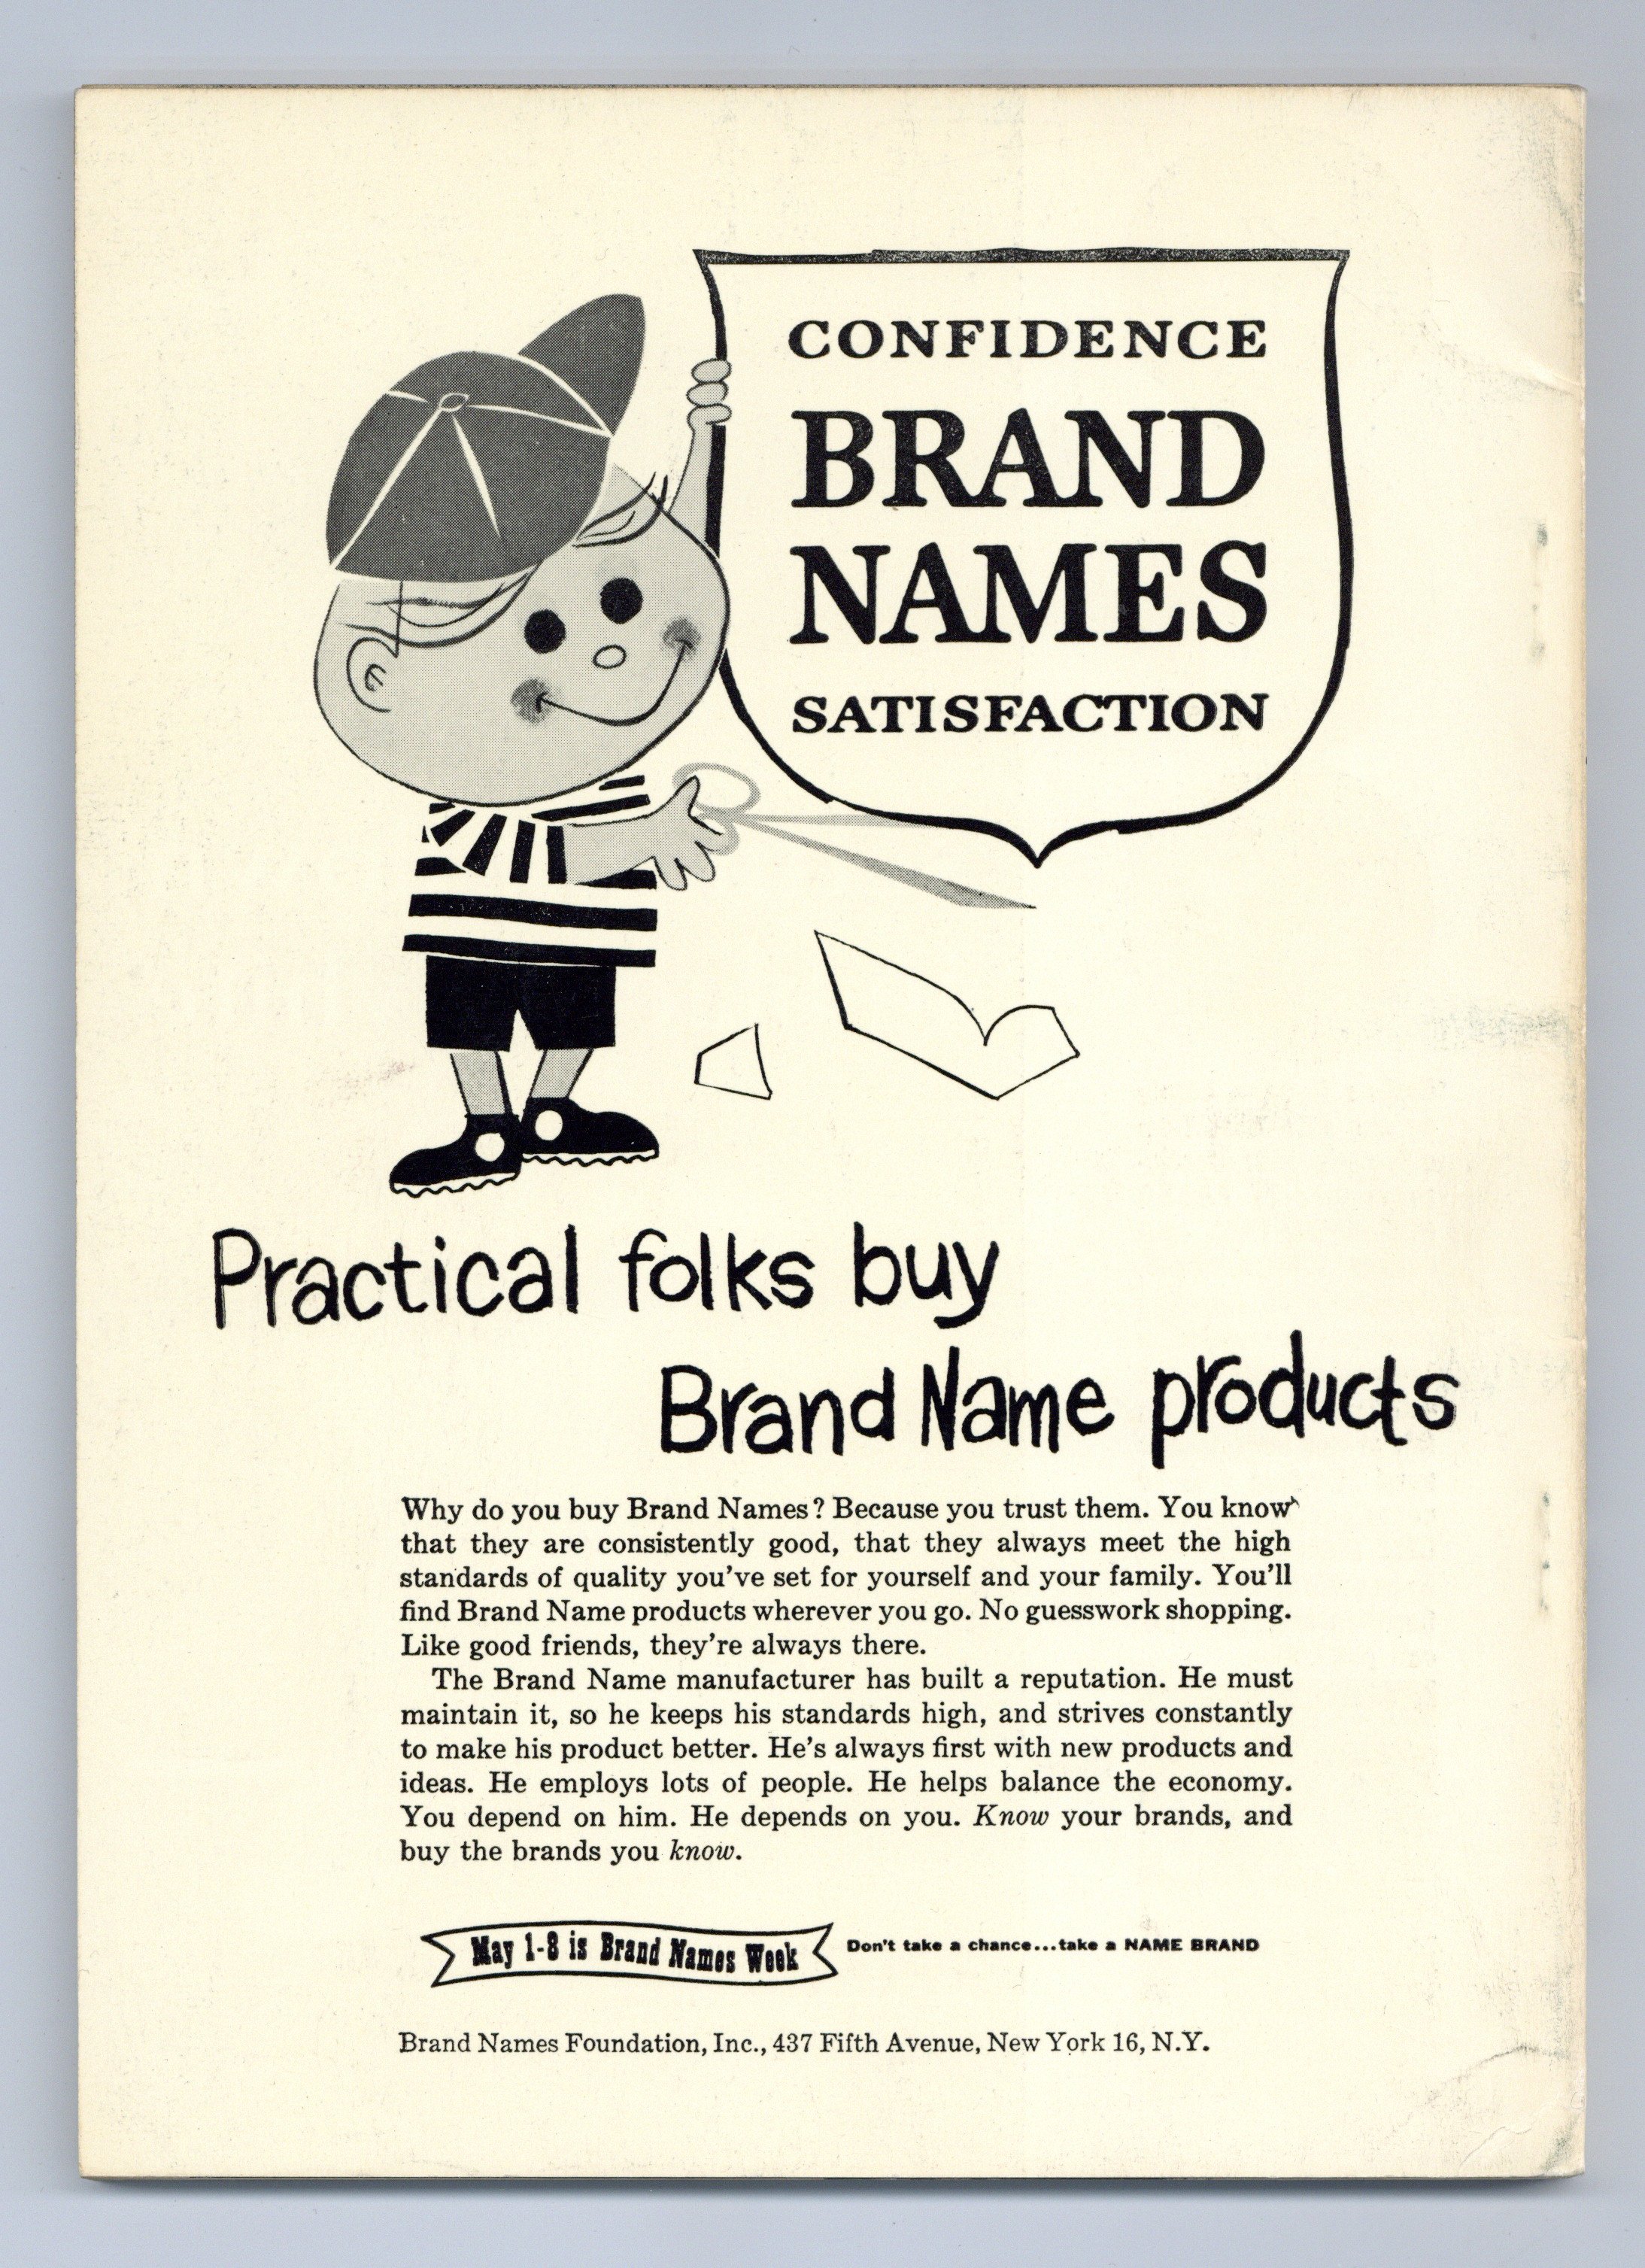 CONFIDENCE
BRAND
NAMES
SATISFACTION
Practical folks buy
Brand Name products
Why do you buy Brand Names? Because you trust them. You know
that they are consistently good, that they always meet the high
standards of quality you've set for yourself and your family. You'll
find Brand Name products wherever you go. No guesswork shopping.
Like good friends, they're always there.
The Brand Name manufacturer has built a reputation. He must
maintain it, so he keeps his standards high, and strives constantly
to make his product better. He's always first with new products and
ideas. He employs lots of people. He helps balance the economy.
You depend on him. He depends on you. Know your brands, and
buy the brands you know.
May 1-8 is Brand Names Week
Don't take a chance...take a NAME BRAND
Brand Names Foundation, Inc., 437 Fifth Avenue, New York 16, N.Y.